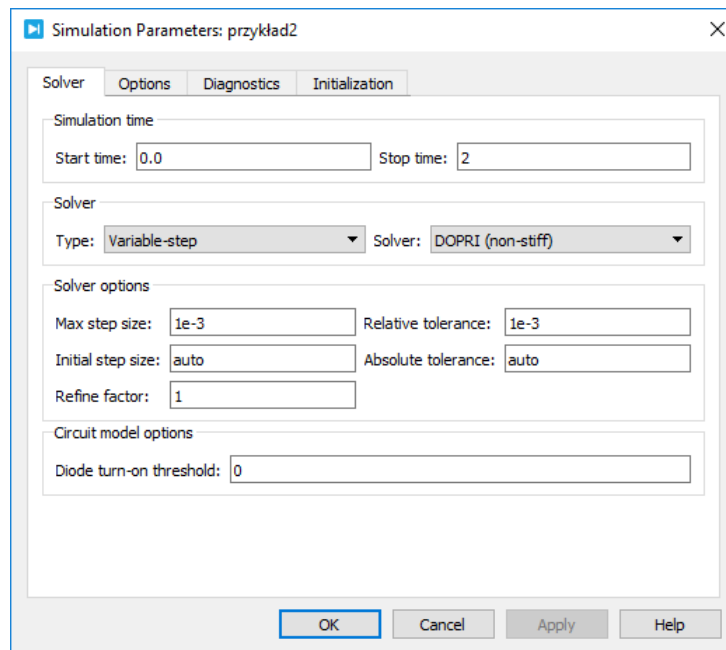 Simulation Parameters: przykład2
Solver Options Diagnostics Initialization
Simulation time
Start time: 0.0 Stop time: 2
Solver
Type: Variable-step Solver: DOPRI (non-stiff)
Solver options
Max step size: 1e-3 Relative tolerance: 1e-3
Initial step size: auto Absolute tolerance: auto
Refine factor: 1
Circuit model options
Diode turn-on threshold: 0
OK Cancel Apply Help